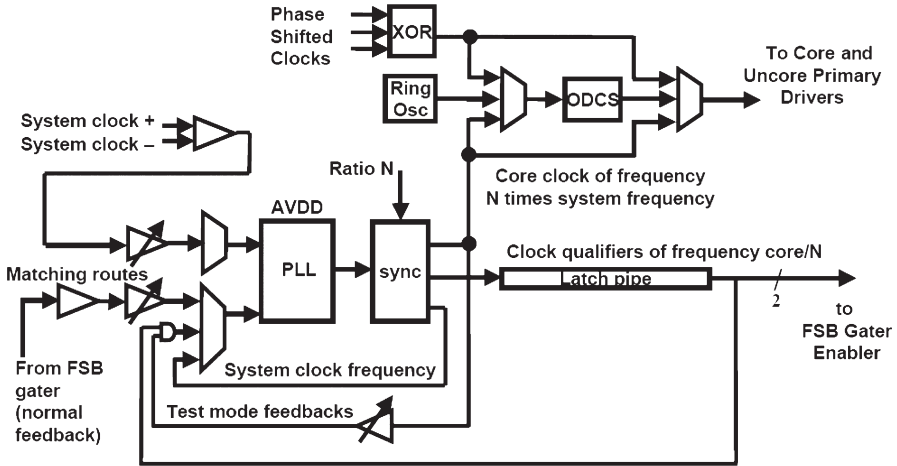 Phase
Shifted
Clocks
XOR
Ring
Osc
ODCS
To Core and
Uncore Primary
Drivers
System clock +
System clock –
Ratio N
Core clock of frequency
N times system frequency
AVDD
PLL
sync
Clock qualifiers of frequency core/N
Latch pipe
2
to
FSB Gater
Enabler
Matching routes
From FSB
gater
(normal
feedback)
System clock frequency
Test mode feedbacks